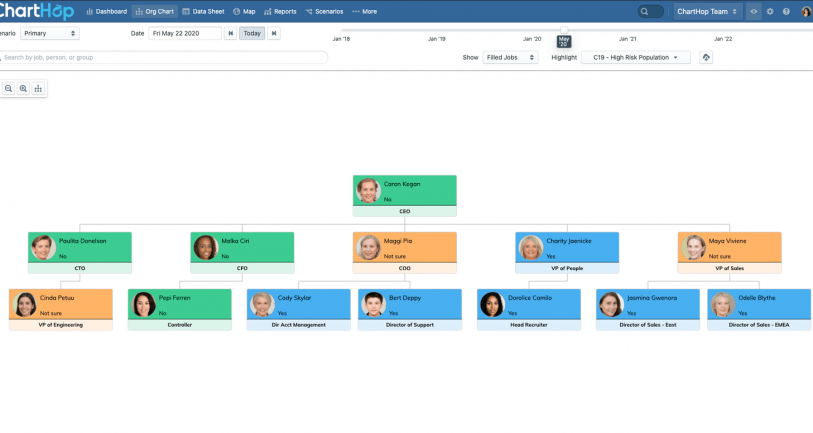 ChartHop
Dashboard
Org Chart
Data Sheet
Map
Reports
Scenarios
More
ChartHop Team
Primary
Date
Fri May 22 2020
Today
Jan '18
Jan '19
Jan '20
May '20
Jan '21
Jan '22
Search by job, person, or group
Show
Filled Jobs
Highlight
C19 - High Risk Population
Caron Kegan
No
CEO
Paulita Donelson
No
CTO
Malka Ciri
No
CFO
Maggi Pia
Not sure
COO
Charity Jaenicke
Yes
VP of People
Maya Viviene
Not sure
VP of Sales
Cinda Petuu
Not sure
VP of Engineering
Pepi Ferren
No
Controller
Cody Skylar
Yes
Dir Acct Management
Bert Deppy
Yes
Director of Support
Doralice Camilo
Yes
Head Recruiter
Jasmina Gwenora
Yes
Director of Sales - East
Odelle Blythe
Yes
Director of Sales - EMEA